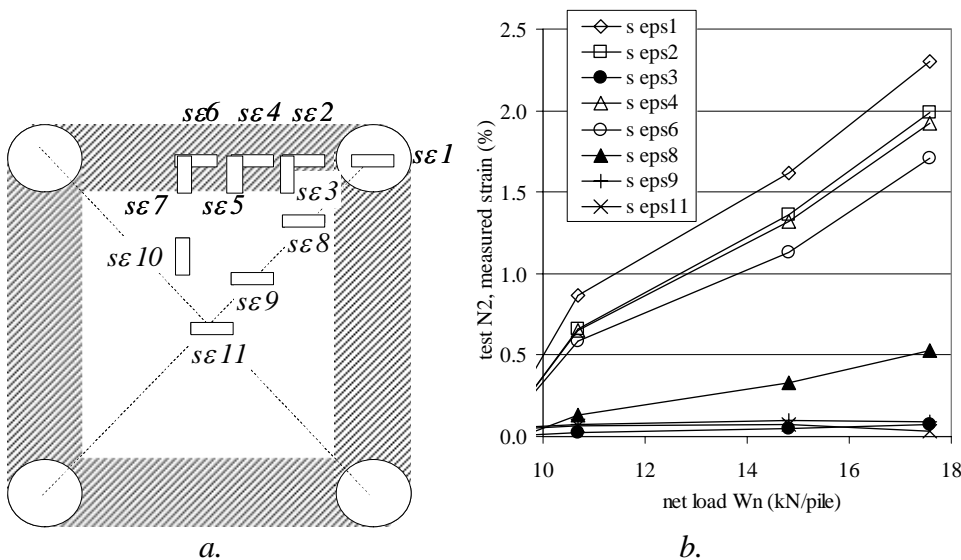 sε6 sε4 sε2
sε1
sε7 sε5 sε3
sε10 sε8
sε9
sε11
a.
test N2, measured strain (%)
2.5
2.0
1.5
1.0
0.5
0.0
s eps1
s eps2
s eps3
s eps4
s eps6
s eps8
s eps9
s eps11
10 12 14 16 18
net load Wn (kN/pile)
b.